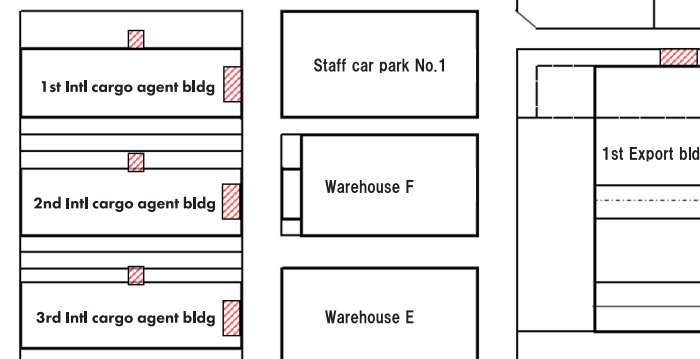 1st Intl cargo agent bldg
Staff car park No.1
1st Export bld
2nd Intl cargo agent bldg
Warehouse F
3rd Intl cargo agent bldg
Warehouse E